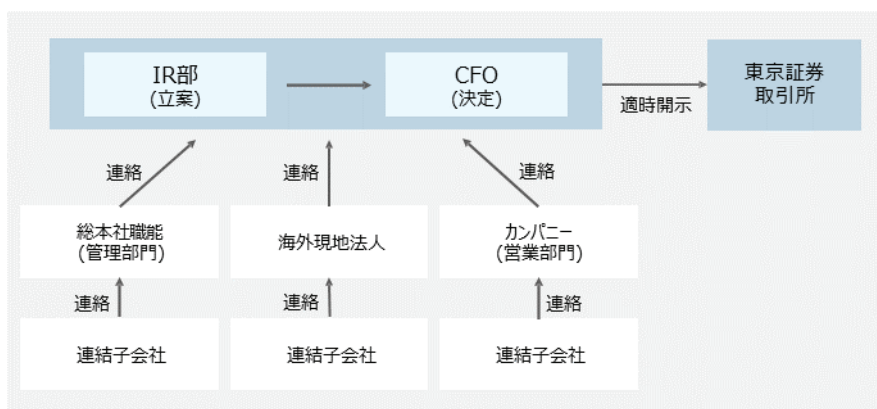 IR部
(立案)
CFO
(決定)
適時開示
東京証券
取引所
連絡
連絡
連絡
総本社職能
(管理部門)
海外現地法人
カンパニー
(営業部門)
連絡
連絡
連絡
連結子会社
連結子会社
連結子会社